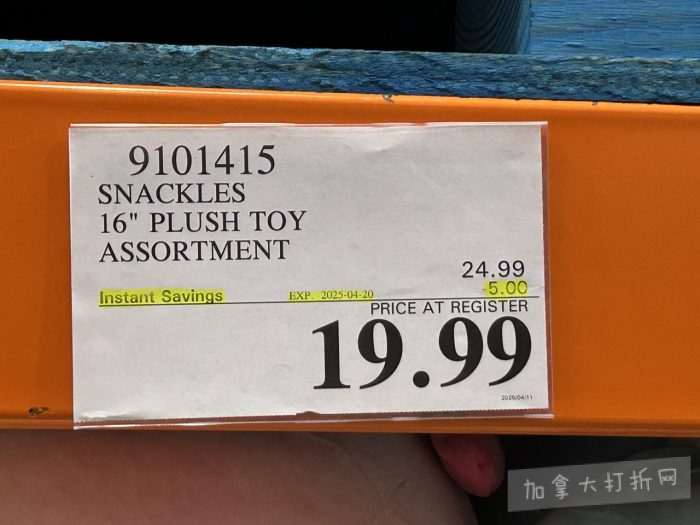 9101415
SNACKLES
16" PLUSH TOY
ASSORTMENT
24.99
Instant Savings EXP. 2025-04-20 -5.00
PRICE AT REGISTER
19.99
2025/04/11
加拿大打折网